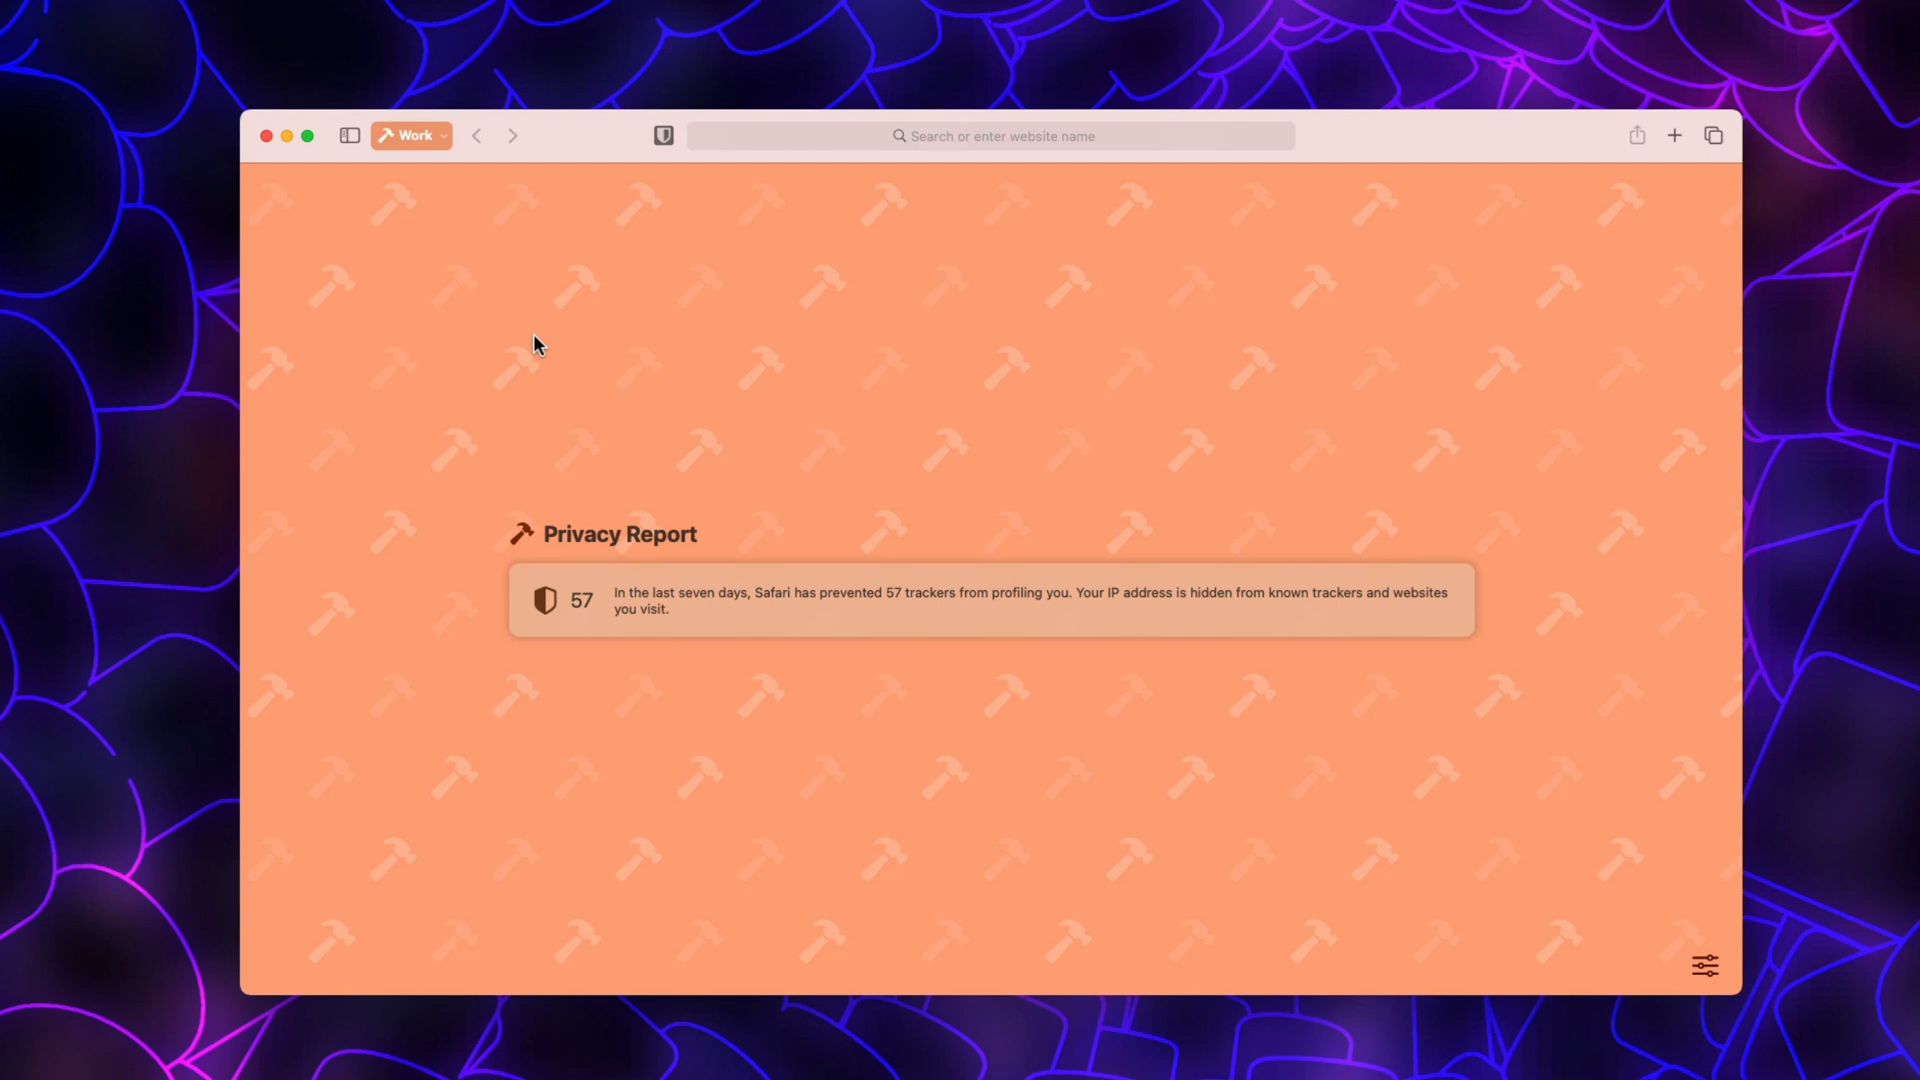 Work
Search or enter website name
Privacy Report
57
In the last seven days, Safari has prevented 57 trackers from profiling you. Your IP address is hidden from known trackers and websites
you visit.